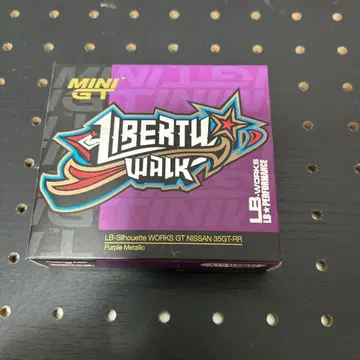 MINI
GT
LIBERTY
WALK
LB-WORKS
LB★PERFORMANCE
LB-Silhouette WORKS GT NISSAN 35GT-RR
Purple Metallic